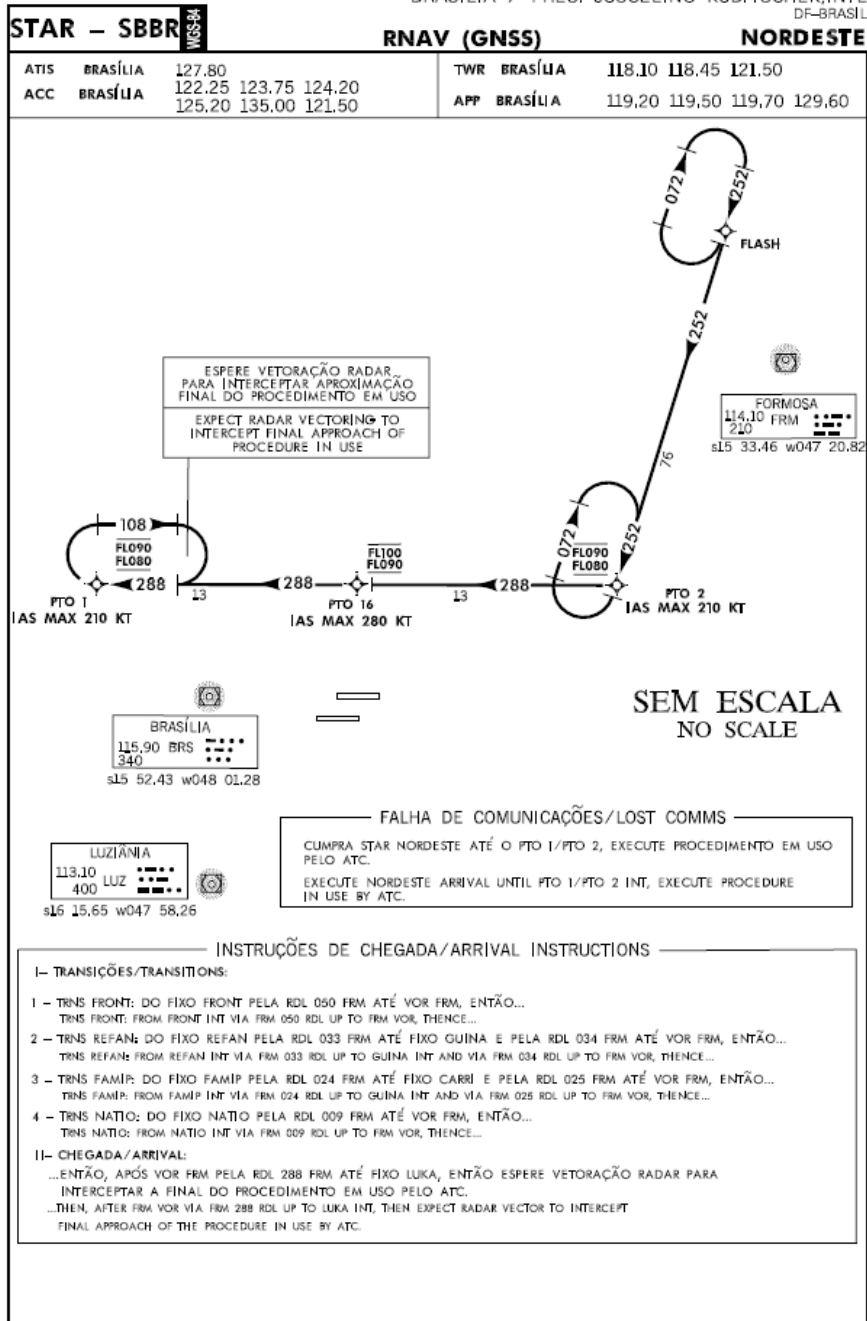 BRASÍLIA / PRES. JUSCELINO KUBITSCHEK, INTL
DF-BRASIL
STAR – SBBR WGS-84
RNAV (GNSS)
NORDESTE
ATIS BRASÍLIA 127.80
ACC BRASÍLIA 122.25 123.75 124.20
125.20 135.00 121.50
TWR BRASÍLIA 118.10 118.45 121.50
APP BRASÍLIA 119.20 119.50 119.70 129.60
072
252
FLASH
252
ESPERE VETORAÇÃO RADAR
PARA INTERCEPTAR APROXIMAÇÃO
FINAL DO PROCEDIMENTO EM USO
EXPECT RADAR VECTORING TO
INTERCEPT FINAL APPROACH OF
PROCEDURE IN USE
FORMOSA
114.10 FRM
210
s15 33.46 w047 20.82
76
108
FL090
FL080
288
PTO 1
IAS MAX 210 KT
13
288
FL100
FL090
PTO 16
IAS MAX 280 KT
13
288
072
FL090
FL080
252
PTO 2
IAS MAX 210 KT
BRASÍLIA
115.90 BRS
340
s15 52.43 w048 01.28
SEM ESCALA
NO SCALE
LUZIÂNIA
113.10
400 LUZ
s16 15.65 w047 58.26
FALHA DE COMUNICAÇÕES/LOST COMMS
CUMPRA STAR NORDESTE ATÉ O PTO 1/PTO 2, EXECUTE PROCEDIMENTO EM USO
PELO ATC.
EXECUTE NORDESTE ARRIVAL UNTIL PTO 1/PTO 2 INT, EXECUTE PROCEDURE
IN USE BY ATC.
INSTRUÇÕES DE CHEGADA/ARRIVAL INSTRUCTIONS
I– TRANSIÇÕES/TRANSITIONS:
1 – TRNS FRONT: DO FIXO FRONT PELA RDL 050 FRM ATÉ VOR FRM, ENTÃO...
TRNS FRONT: FROM FRONT INT VIA FRM 050 RDL UP TO FRM VOR, THENCE...
2 – TRNS REFAN: DO FIXO REFAN PELA RDL 033 FRM ATÉ FIXO GUINA E PELA RDL 034 FRM ATÉ VOR FRM, ENTÃO...
TRNS REFAN: FROM REFAN INT VIA FRM 033 RDL UP TO GUINA INT AND VIA FRM 034 RDL UP TO FRM VOR, THENCE...
3 – TRNS FAMIP: DO FIXO FAMIP PELA RDL 024 FRM ATÉ FIXO CARRI E PELA RDL 025 FRM ATÉ VOR FRM, ENTÃO...
TRNS FAMIP: FROM FAMIP INT VIA FRM 024 RDL UP TO GUINA INT AND VIA FRM 025 RDL UP TO FRM VOR, THENCE...
4 – TRNS NATIO: DO FIXO NATIO PELA RDL 009 FRM ATÉ VOR FRM, ENTÃO...
TRNS NATIO: FROM NATIO INT VIA FRM 009 RDL UP TO FRM VOR, THENCE...
II– CHEGADA/ARRIVAL:
...ENTÃO, APÓS VOR FRM PELA RDL 288 FRM ATÉ FIXO LUKA, ENTÃO ESPERE VETORAÇÃO RADAR PARA
INTERCEPTAR A FINAL DO PROCEDIMENTO EM USO PELO ATC.
...THEN, AFTER FRM VOR VIA FRM 288 RDL UP TO LUKA INT, THEN EXPECT RADAR VECTOR TO INTERCEPT
FINAL APPROACH OF THE PROCEDURE IN USE BY ATC.